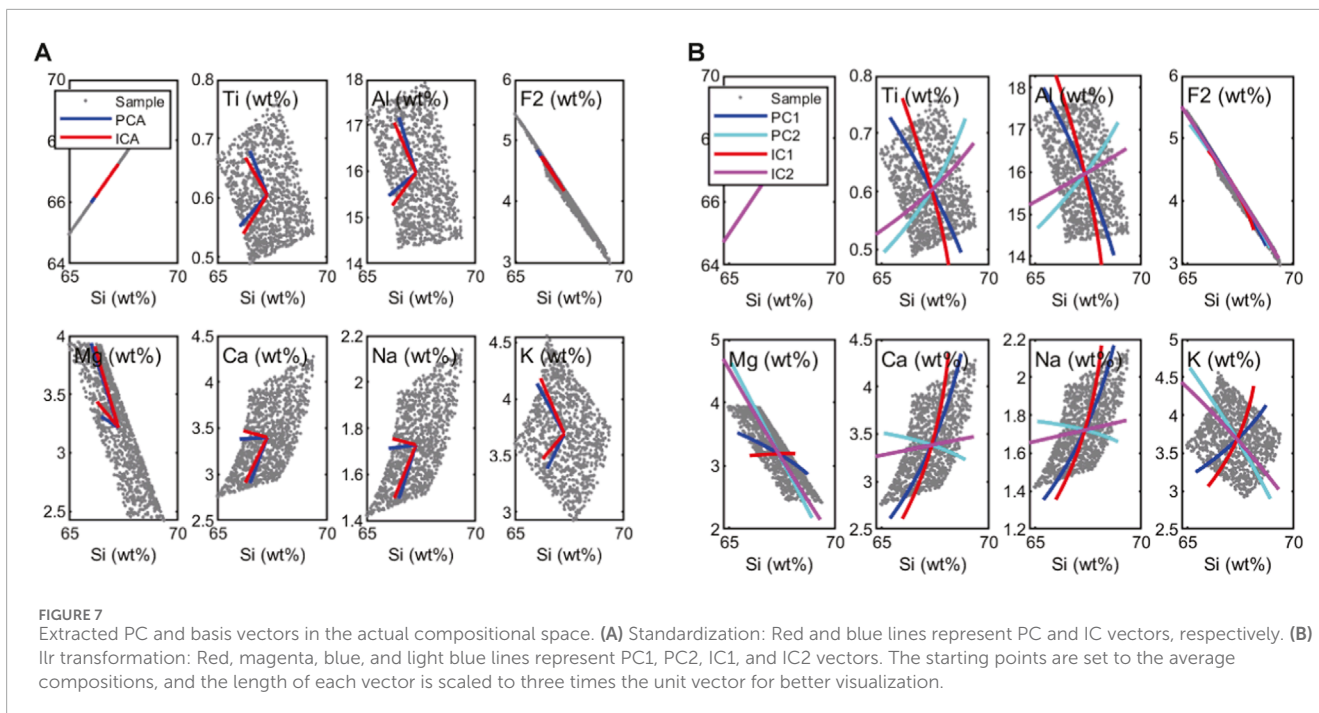 A
B
70
Sample
PCA
ICA
6
66
64
65
70
Si (wt%)
0.8
Ti (wt%)
0.7
0.6
0.5
65
70
Si (wt%)
18
Al (wt%)
17
16
15
14
65
70
Si (wt%)
6
F2 (wt%)
5
4
3
65
70
Si (wt%)
70
Sample
PC1
PC2
IC1
IC2
6
64
65
70
Si (wt%)
0.8
Ti (wt%)
0.7
0.6
0.5
65
70
Si (wt%)
18
Al (wt%)
17
16
15
14
65
70
Si (wt%)
6
F2 (wt%)
5
4
3
65
70
Si (wt%)
4
Mg (wt%)
3.5
3
2.5
65
70
Si (wt%)
4.5
Ca (wt%)
4
3.5
3
2.5
65
70
Si (wt%)
2.2
Na (wt%)
2
1.8
1.6
1.4
65
70
Si (wt%)
4.5
K (wt%)
4
3.5
3
65
70
Si (wt%)
5
Mg (wt%)
4
3
2
65
70
Si (wt%)
4.5
Ca (wt%)
4
3.5
3
2.5
65
70
Si (wt%)
2.2
Na (wt%)
2
1.8
1.6
1.4
1.2
65
70
Si (wt%)
5
K (wt%)
4.5
4
3.5
3
2.5
65
70
Si (wt%)
FIGURE 7
Extracted PC and basis vectors in the actual compositional space. (A) Standardization: Red and blue lines represent PC and IC vectors, respectively. (B)
Ilr transformation: Red, magenta, blue, and light blue lines represent PC1, PC2, IC1, and IC2 vectors. The starting points are set to the average
compositions, and the length of each vector is scaled to three times the unit vector for better visualization.